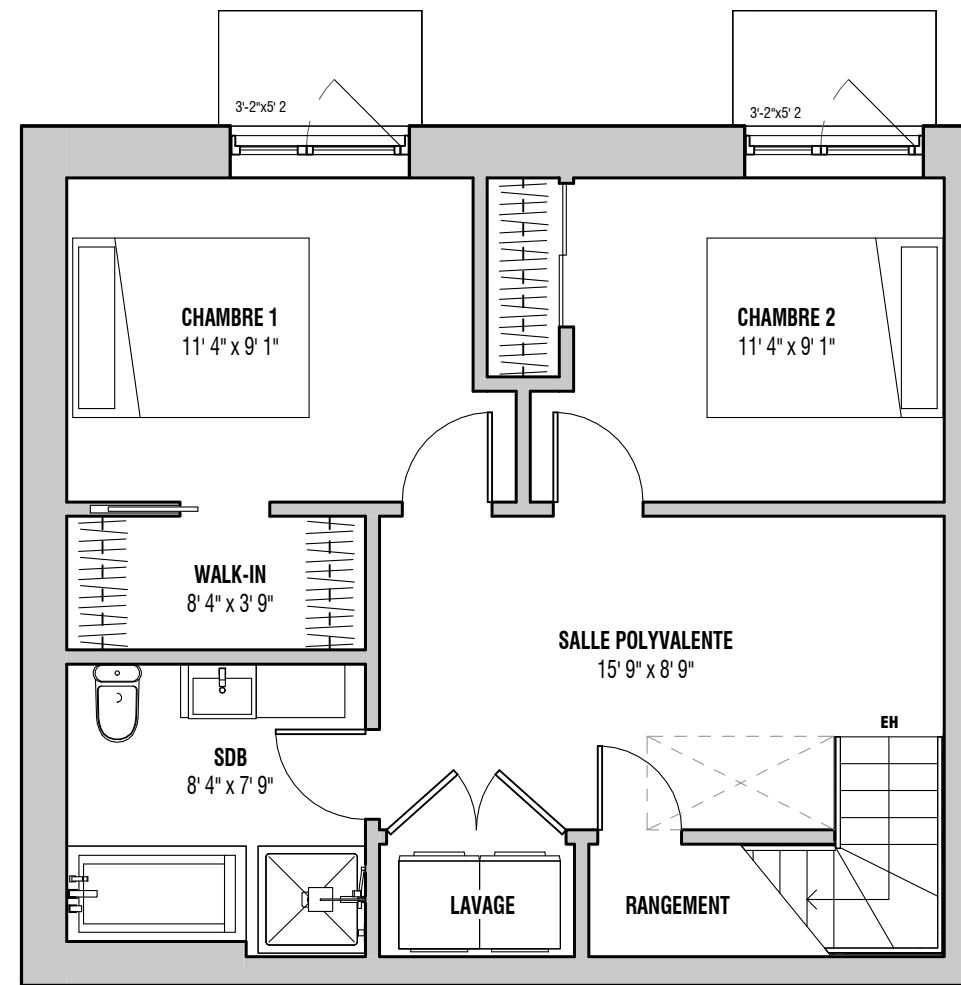 3'-2"x5' 2
3'-2"x5' 2
CHAMBRE 1
11' 4" x 9' 1"
CHAMBRE 2
11' 4" x 9' 1"
WALK-IN
8' 4" x 3' 9"
SALLE POLYVALENTE
15' 9" x 8' 9"
EH
SDB
8' 4" x 7' 9"
LAVAGE
RANGEMENT